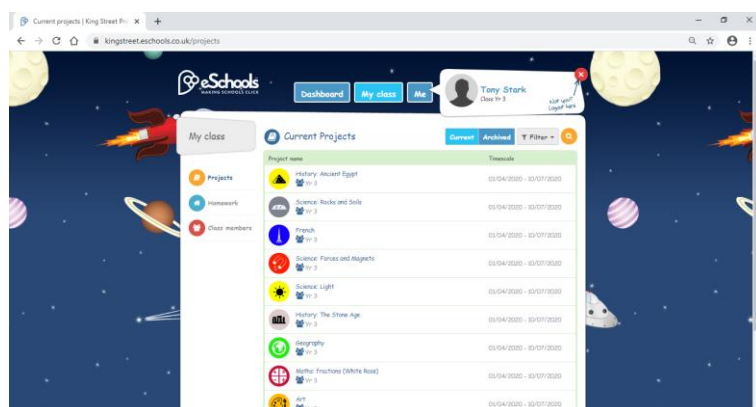 Current projects | King Street Pri
kingstreet.eschools.co.uk/projects
eSchools
MAKING SCHOOLS CLICK
Dashboard
My class
Me
Tony Stark
Class Yr 3
Not you?
Logout here
My class
Projects
Homework
Class members
Current Projects
Current
Archived
Filter
Project name
Timescale
History: Ancient Egypt
Yr 3
01/04/2020 - 10/07/2020
Science: Rocks and Soils
Yr 3
01/04/2020 - 10/07/2020
French
Yr 3
01/04/2020 - 10/07/2020
Science: Forces and Magnets
Yr 3
01/04/2020 - 10/07/2020
Science: Light
Yr 3
01/04/2020 - 10/07/2020
History: The Stone Age
Yr 3
01/04/2020 - 10/07/2020
Geography
Yr 3
01/04/2020 - 10/07/2020
Maths: Fractions (White Rose)
Yr 3
01/04/2020 - 10/07/2020
Art
01/04/2020 - 10/07/2020